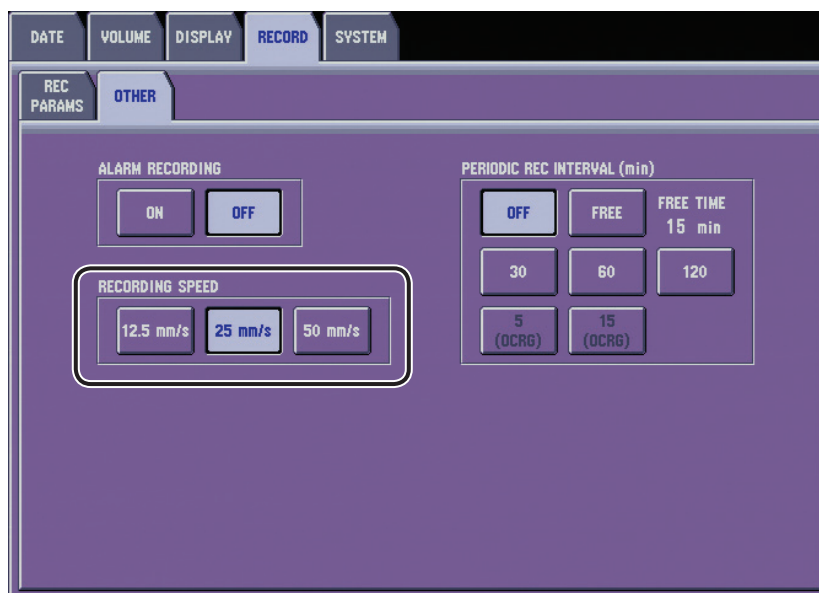 DATE VOLUME DISPLAY RECORD SYSTEM
REC
PARAMS
OTHER
ALARM RECORDING
ON OFF
RECORDING SPEED
12.5 mm/s 25 mm/s 50 mm/s
PERIODIC REC INTERVAL (min)
OFF FREE
FREE TIME
15 min
30 60 120
5
(OCRG)
15
(OCRG)